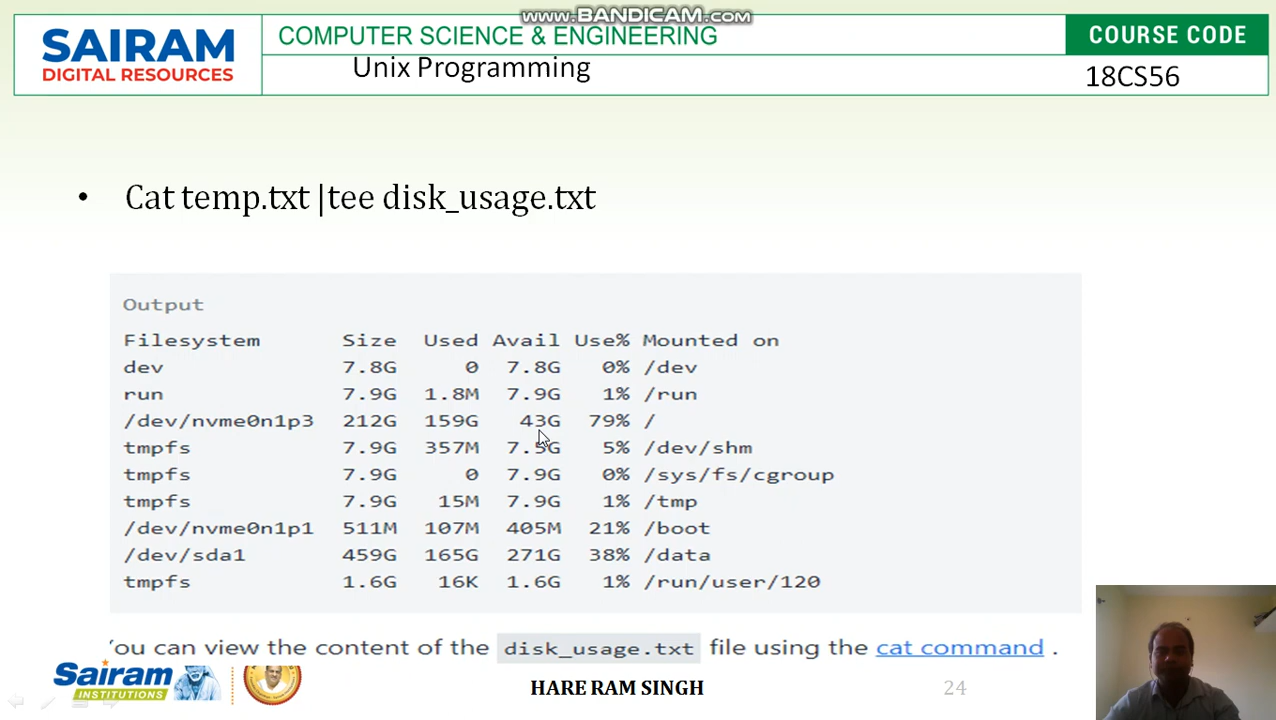 www.BANDICAM.com
SAIRAM
DIGITAL RESOURCES
COMPUTER SCIENCE & ENGINEERING
Unix Programming
COURSE CODE
18CS56
• Cat temp.txt |tee disk_usage.txt
Output
Filesystem Size Used Avail Use% Mounted on
dev 7.8G 0 7.8G 0% /dev
run 7.9G 1.8M 7.9G 1% /run
/dev/nvme0n1p3 212G 159G 43G 79% /
tmpfs 7.9G 357M 7.5G 5% /dev/shm
tmpfs 7.9G 0 7.9G 0% /sys/fs/cgroup
tmpfs 7.9G 15M 7.9G 1% /tmp
/dev/nvme0n1p1 511M 107M 405M 21% /boot
/dev/sda1 459G 165G 271G 38% /data
tmpfs 1.6G 16K 1.6G 1% /run/user/120
You can view the content of the disk_usage.txt file using the cat command .
Sairam
INSTITUTIONS
HARE RAM SINGH
24